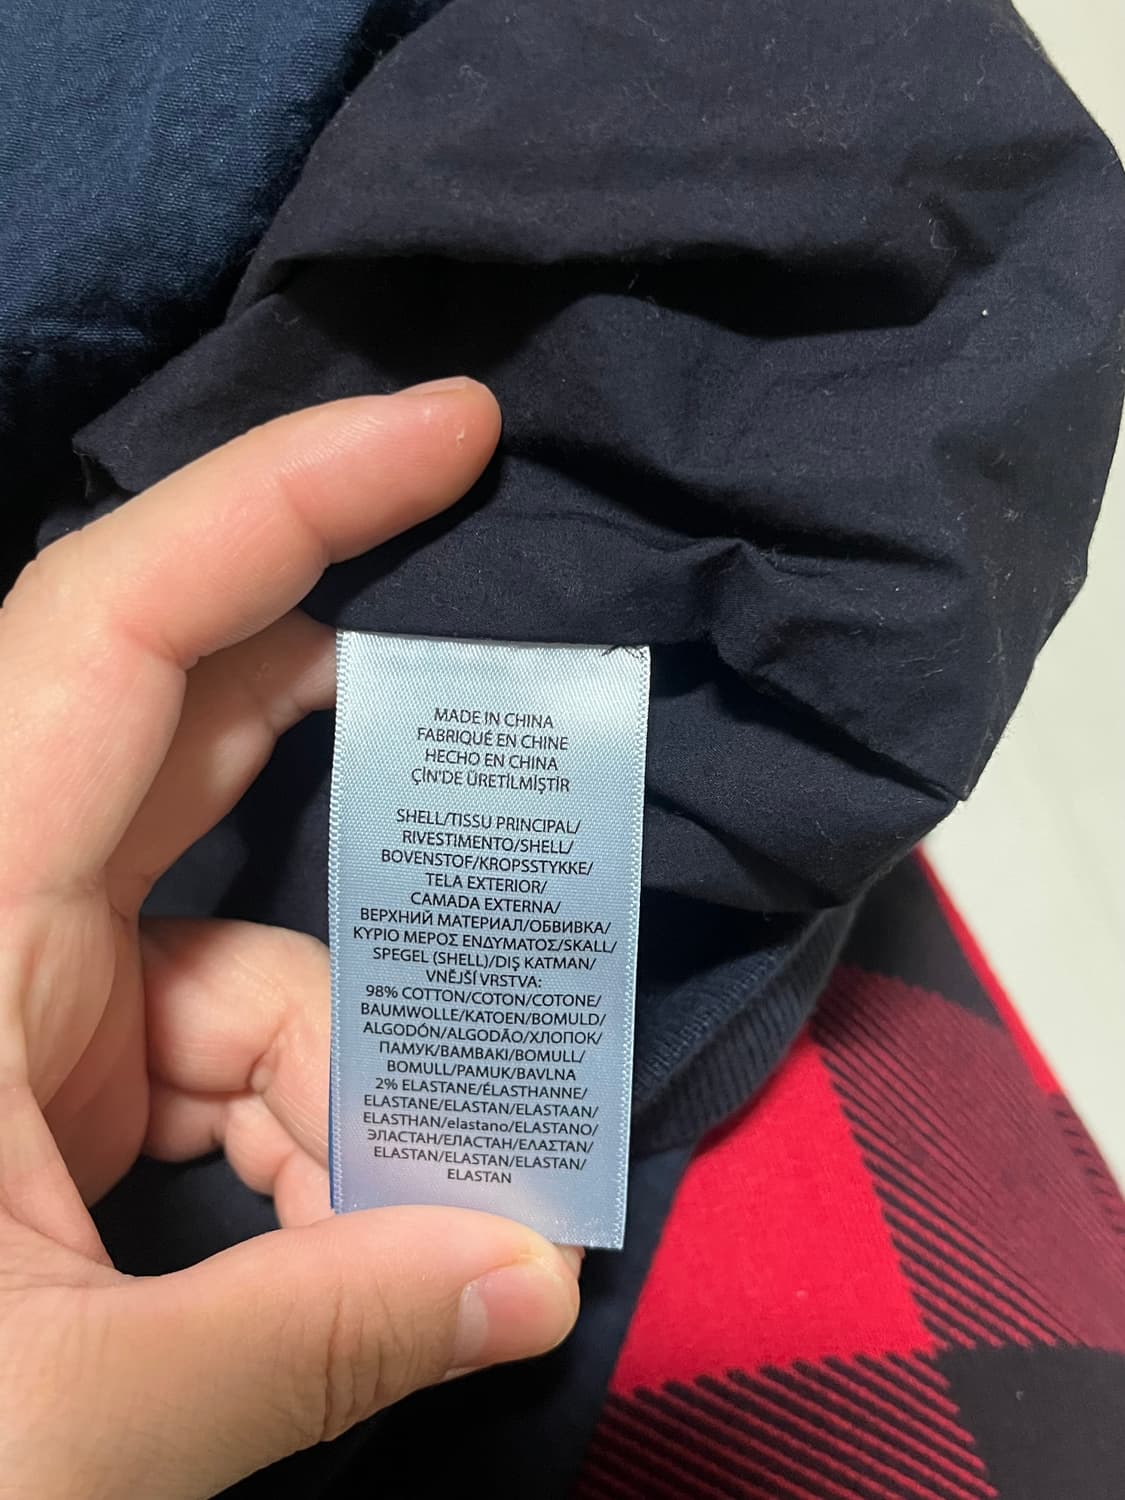 MADE IN CHINA
FABRIQUÉ EN CHINE
HECHO EN CHINA
ÇİN'DE ÜRETİLMİŞTİR
SHELL/TISSU PRINCIPAL/
RIVESTIMENTO/SHELL/
BOVENSTOF/KROPSSTYKKE/
TELA EXTERIOR/
CAMADA EXTERNA/
ВЕРХНИЙ МАТЕРИАЛ/ОБВИВКА/
ΚΥΡΙΟ ΜΕΡΟΣ ΕΝΔΥΜΑΤΟΣ/SKALL/
SPEGEL (SHELL)/DIŞ KATMAN/
VNĚJŠÍ VRSTVA:
98% COTTON/COTON/COTONE/
BAUMWOLLE/KATOEN/BOMULD/
ALGODÓN/ALGODÃO/ХЛОПОК/
ПАМУК/ΒΑΜΒΑΚΙ/BOMULL/
BOMULL/PAMUK/BAVLNA
2% ELASTANE/ÉLASTHANNE/
ELASTANE/ELASTAN/ELASTAAN/
ELASTHAN/elastano/ELASTANO/
ЭЛАСТАН/ЕЛАСТАН/ΕΛΑΣΤΑΝ/
ELASTAN/ELASTAN/ELASTAN/
ELASTAN